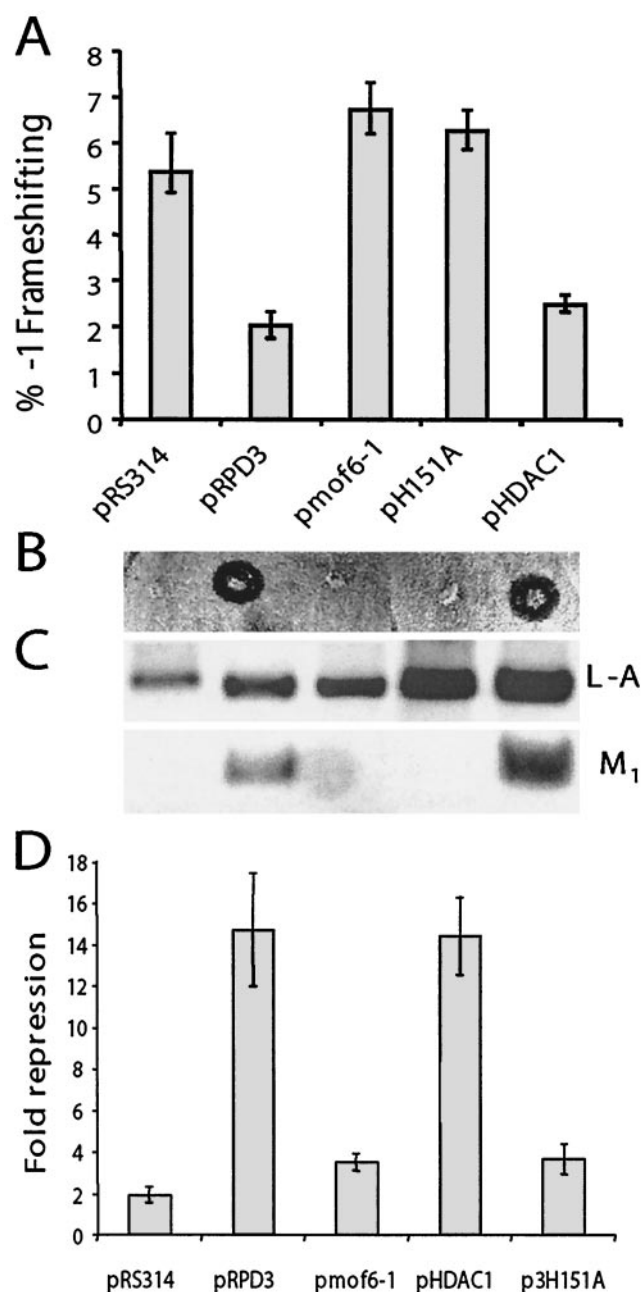 A
% -1 Frameshifting
8
7
6
5
4
3
2
1
0
pRS314
pRPD3
pmof6-1
pH151A
pHDAC1
B
C
L-A
M₁
D
Fold repression
18
16
14
12
10
8
6
4
2
0
pRS314
pRPD3
pmof6-1
pHDAC1
p3H151A